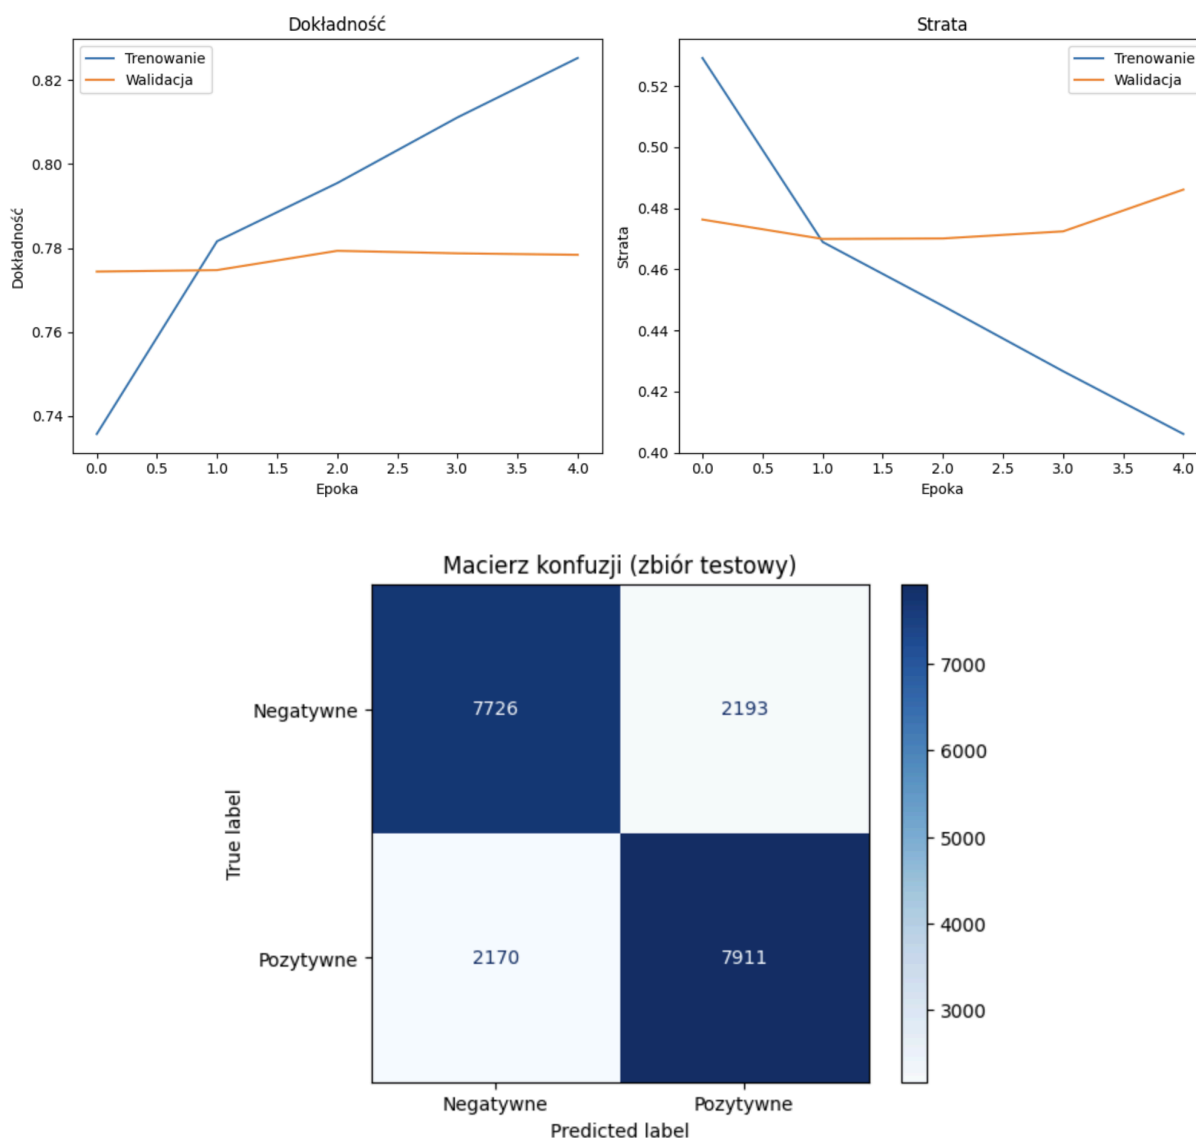 Dokładność
Trenowanie
Walidacja
0.82
0.80
0.78
0.76
0.74
Dokładność
0.0 0.5 1.0 1.5 2.0 2.5 3.0 3.5 4.0
Epoka
Strata
Trenowanie
Walidacja
0.52
0.50
0.48
0.46
0.44
0.42
0.40
Strata
0.0 0.5 1.0 1.5 2.0 2.5 3.0 3.5 4.0
Epoka
Macierz konfuzji (zbiór testowy)
True label
Negatywne 7726 2193
Pozytywne 2170 7911
Negatywne Pozytywne
Predicted label
7000
6000
5000
4000
3000